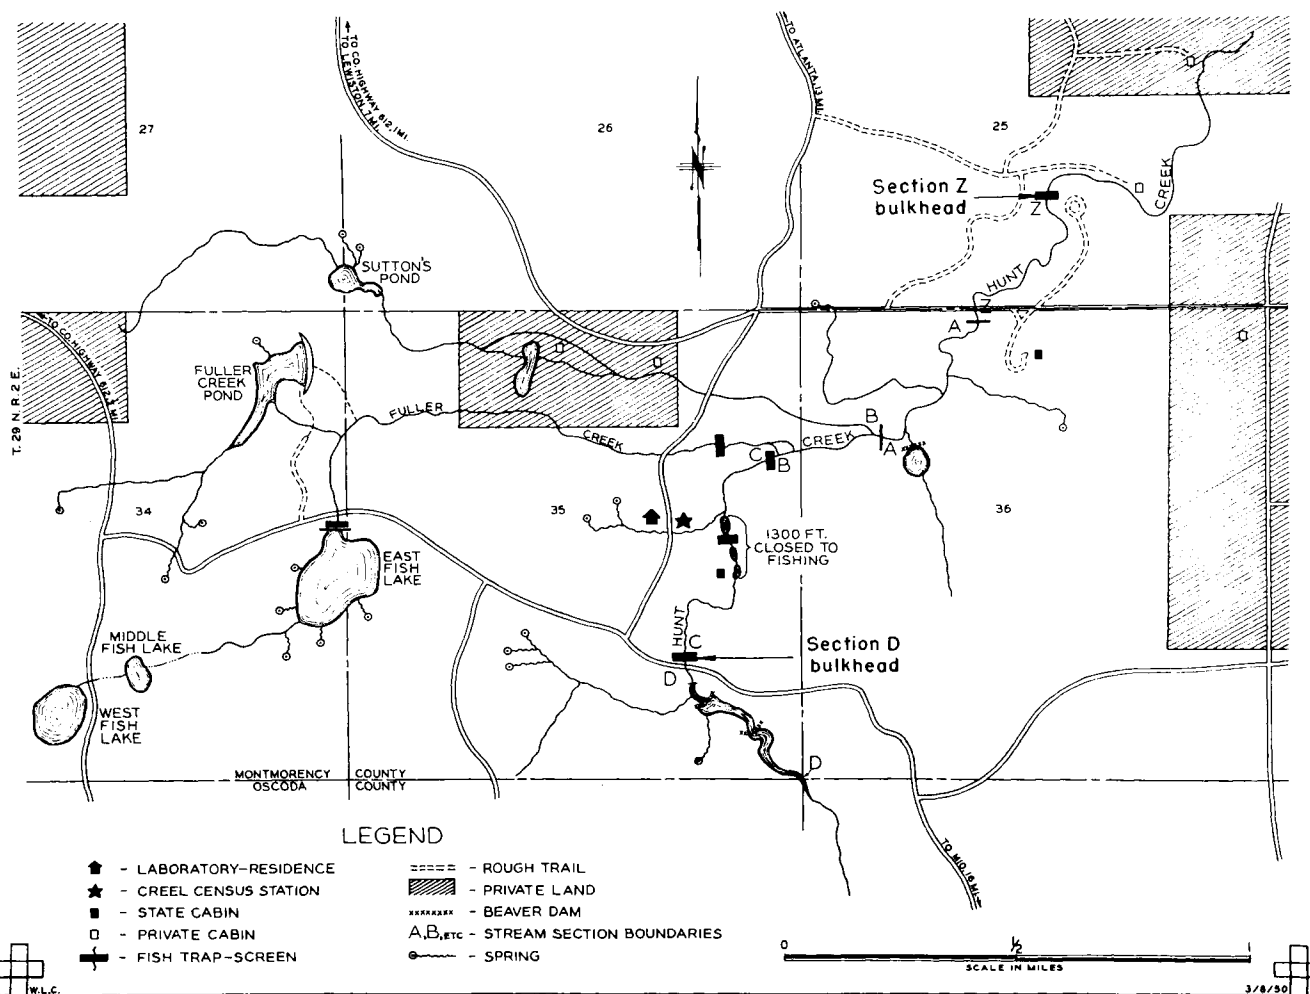 TO CO. HIGHWAY 612, 1 MI.
TO LEWISTON, 7 MI.
TO ATLANTA, 13 MI.
27
26
25
Section Z
bulkhead
Z
CREEK
SUTTON'S
POND
HUNT
Z
A
TO CO. HIGHWAY 612, 3 MI.
T. 29 N. R. 2 E.
FULLER
CREEK
POND
FULLER
CREEK
CREEK
B
A
C
B
34
35
36
1300 FT.
CLOSED TO
FISHING
EAST
FISH
LAKE
MIDDLE
FISH LAKE
WEST
FISH
LAKE
HUNT
C
D
Section D
bulkhead
D
MONTMORENCY COUNTY
OSCODA COUNTY
TO MIO, 16 MI.
LEGEND
- LABORATORY-RESIDENCE
- CREEL CENSUS STATION
- STATE CABIN
- PRIVATE CABIN
- FISH TRAP-SCREEN
- ROUGH TRAIL
- PRIVATE LAND
- BEAVER DAM
A, B, ETC - STREAM SECTION BOUNDARIES
- SPRING
0 1/2 1
SCALE IN MILES
W.L.C.
3/8/50